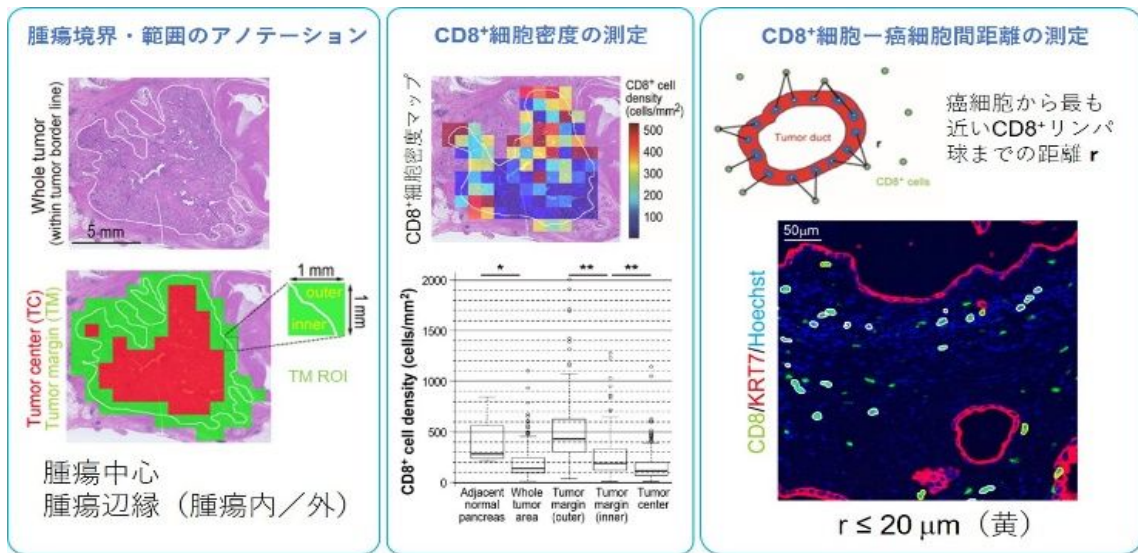 腫瘍境界・範囲のアノテーション
Whole tumor
(within tumor border line)
5 mm
Tumor center (TC)
Tumor margin (TM)
1 mm
outer
inner
1 mm
TM ROI
腫瘍中心
腫瘍辺縁（腫瘍内／外）
CD8⁺細胞密度の測定
CD8⁺細胞密度マップ
CD8⁺ cell
density
(cells/mm²)
500
400
300
200
100
CD8⁺ cell density (cells/mm²)
2000
1500
1000
500
0
*
**
**
Adjacent
normal
pancreas
Whole
tumor
area
Tumor
margin
(outer)
Tumor
margin
(inner)
Tumor
center
CD8⁺細胞ー癌細胞間距離の測定
Tumor duct
r
CD8⁺ cells
癌細胞から最も
近いCD8⁺リンパ
球までの距離 r
50μm
CD8/KRT7/Hoechst
r ≤ 20 μm（黄）